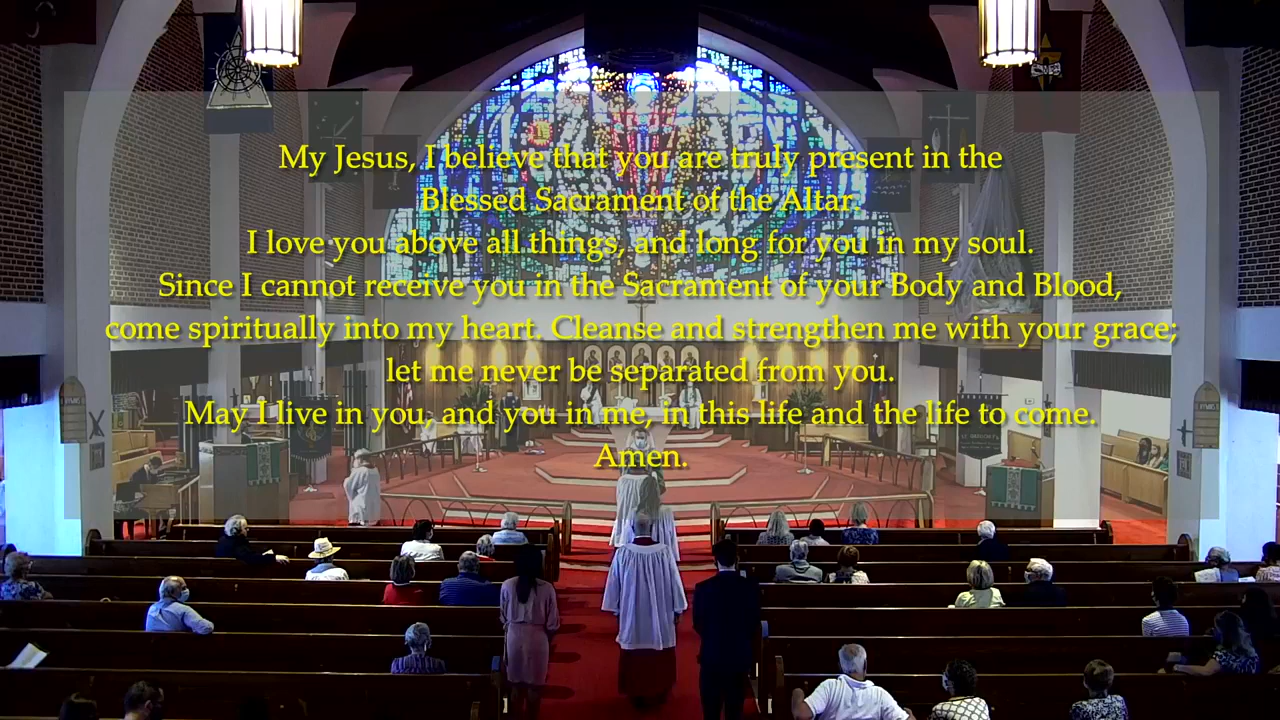 My Jesus, I believe that you are truly present in the
Blessed Sacrament of the Altar.
I love you above all things, and long for you in my soul.
Since I cannot receive you in the Sacrament of your Body and Blood,
come spiritually into my heart. Cleanse and strengthen me with your grace;
let me never be separated from you.
May I live in you, and you in me, in this life and the life to come.
Amen.